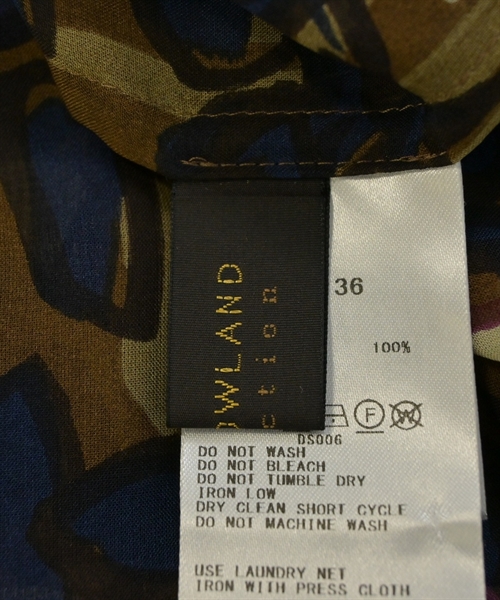 OWLAND
ction
36
100%
F W
DS006
DO NOT WASH
DO NOT BLEACH
DO NOT TUMBLE DRY
IRON LOW
DRY CLEAN SHORT CYCLE
DO NOT MACHINE WASH
USE LAUNDRY NET
IRON WITH PRESS CLOTH